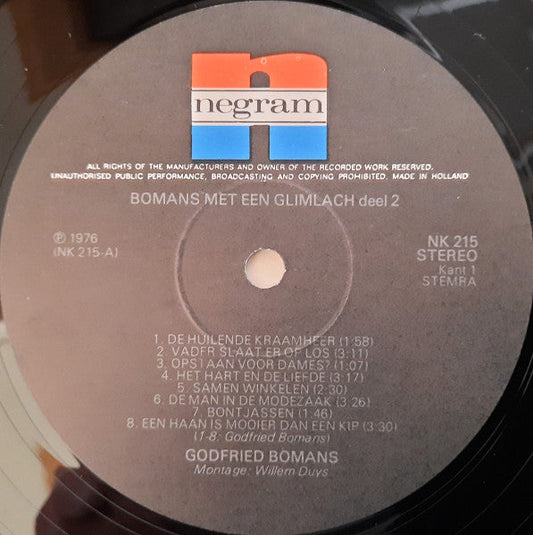 negram
ALL RIGHTS OF THE MANUFACTURERS AND OWNER OF THE RECORDED WORK RESERVED.
UNAUTHORISED PUBLIC PERFORMANCE, BROADCASTING AND COPYING PROHIBITED. MADE IN HOLLAND
BOMANS MET EEN GLIMLACH deel 2
℗ 1976
(NK 215-A)
NK 215
STEREO
Kant 1
STEMRA
1. DE HUILENDE KRAAMHEER (1:58)
2. VADER SLAAT ER OP LOS (3:11)
3. OPSTAAN VOOR DAMES? (1:07)
4. HET HART EN DE LIEFDE (3:17)
5. SAMEN WINKELEN (2:30)
6. DE MAN IN DE MODEZAAK (3:26)
7. BONTJASSEN (1:46)
8. EEN HAAN IS MOOIER DAN EEN KIP (3:30)
(1-8: Godfried Bomans)
GODFRIED BOMANS
Montage: Willem Duys